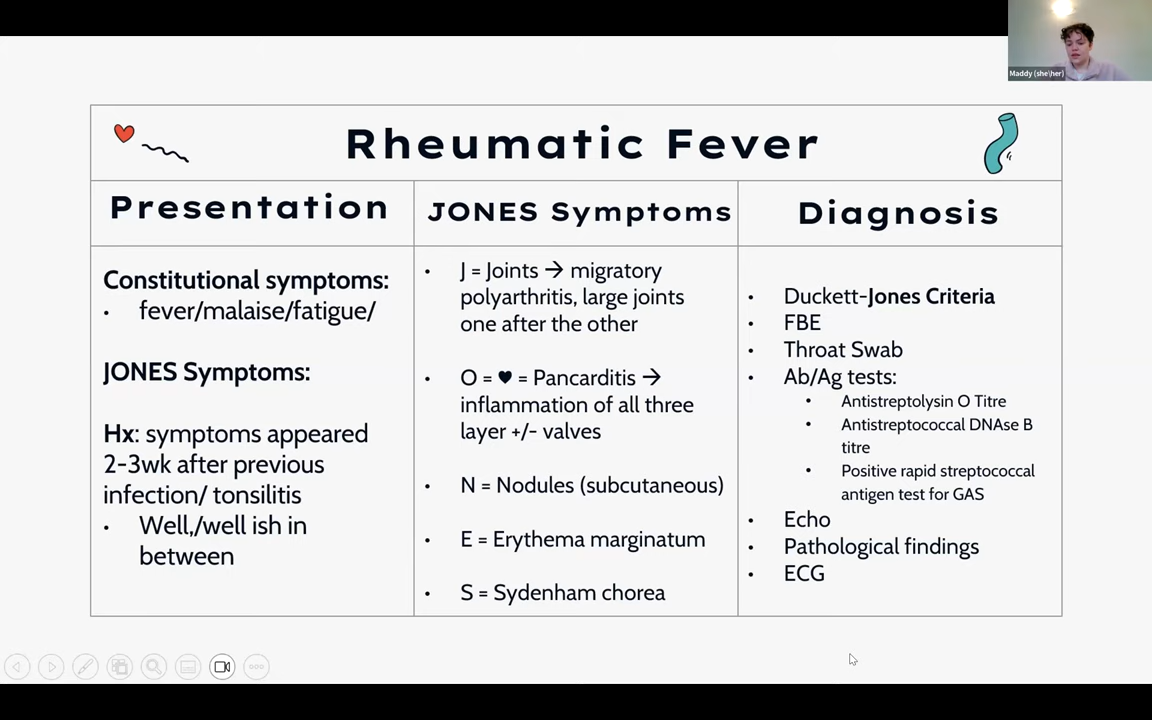 Maddy (she\her)
Rheumatic Fever
Presentation
JONES Symptoms
Diagnosis
Constitutional symptoms:
• fever/malaise/fatigue/
JONES Symptoms:
Hx: symptoms appeared
2-3wk after previous
infection/ tonsilitis
• Well,/well ish in
between
• J = Joints → migratory
polyarthritis, large joints
one after the other
• O = ♥ = Pancarditis →
inflammation of all three
layer +/- valves
• N = Nodules (subcutaneous)
• E = Erythema marginatum
• S = Sydenham chorea
• Duckett-Jones Criteria
• FBE
• Throat Swab
• Ab/Ag tests:
• Antistreptolysin O Titre
• Antistreptococcal DNAse B
titre
• Positive rapid streptococcal
antigen test for GAS
• Echo
• Pathological findings
• ECG